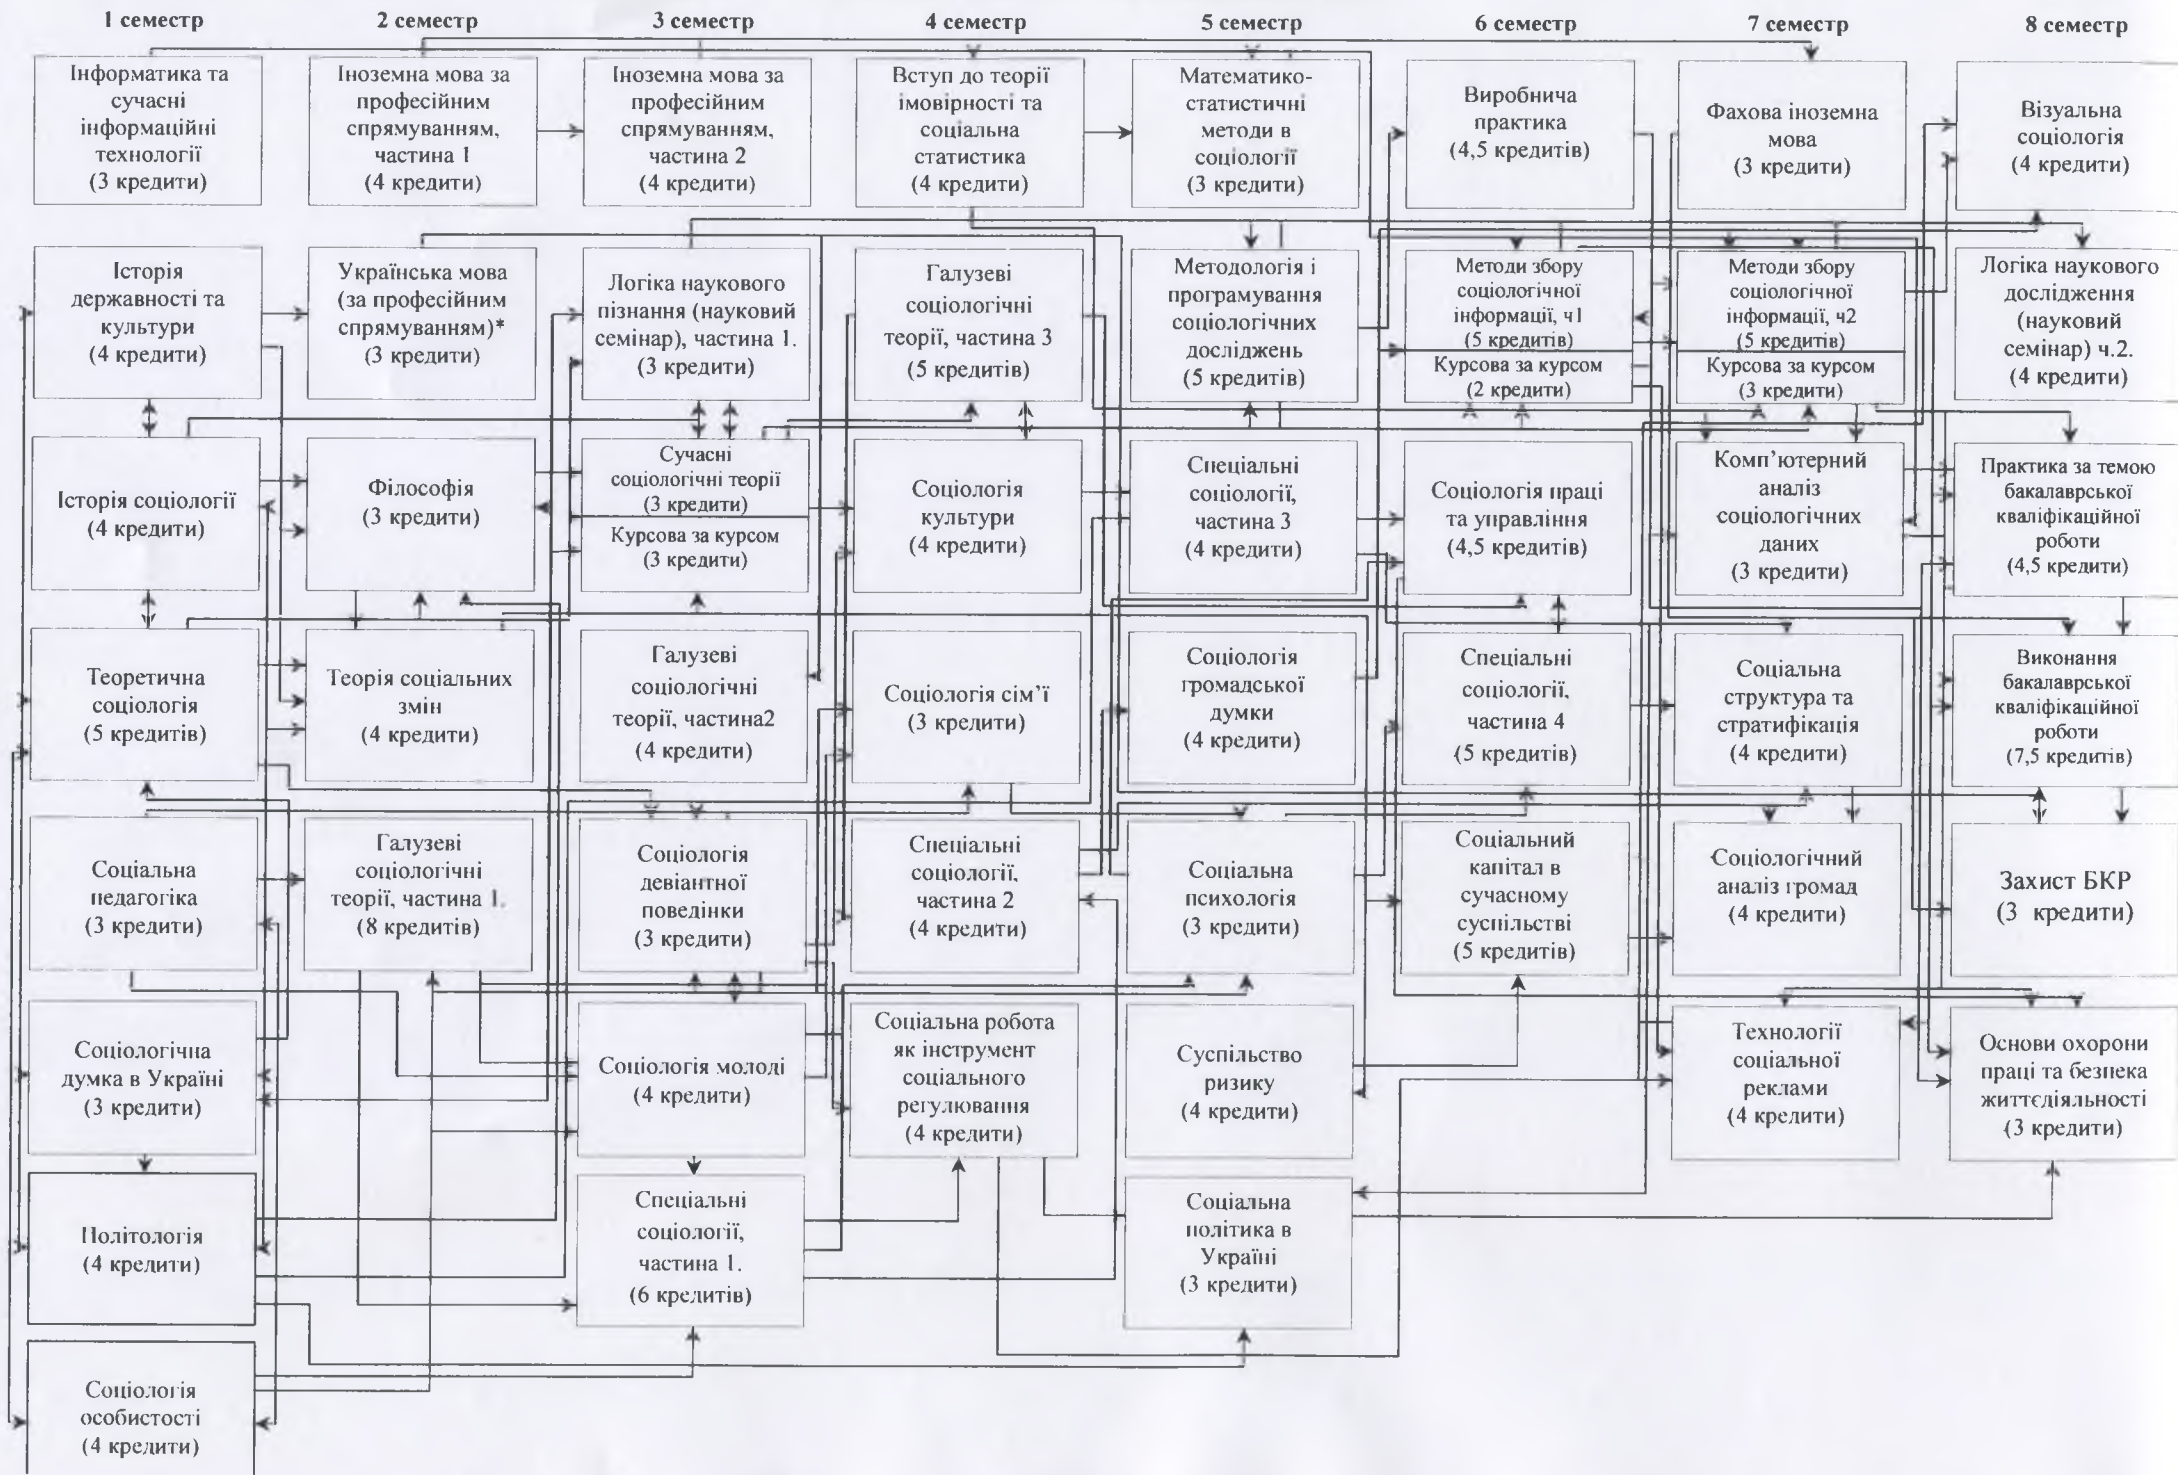 1 семестр
2 семестр
3 семестр
4 семестр
5 семестр
6 семестр
7 семестр
8 семестр
Інформатика та
сучасні
інформаційні
технології
(3 кредити)
Іноземна мова за
професійним
спрямуванням,
частина 1
(4 кредити)
Іноземна мова за
професійним
спрямуванням,
частина 2
(4 кредити)
Вступ до теорії
імовірності та
соціальна
статистика
(4 кредити)
Математико-
статистичні
методи в
соціології
(3 кредити)
Виробнича
практика
(4,5 кредитів)
Фахова іноземна
мова
(3 кредити)
Візуальна
соціологія
(4 кредити)
Історія
державності та
культури
(4 кредити)
Українська мова
(за професійним
спрямуванням)*
(3 кредити)
Логіка наукового
пізнання (науковий
семінар), частина 1.
(3 кредити)
Галузеві
соціологічні
теорії, частина 3
(5 кредитів)
Методологія і
програмування
соціологічних
досліджень
(5 кредитів)
Методи збору
соціологічної
інформації, ч1
(5 кредитів)
Курсова за курсом
(2 кредити)
Методи збору
соціологічної
інформації, ч2
(5 кредитів)
Курсова за курсом
(3 кредити)
Логіка наукового
дослідження
(науковий
семінар) ч.2.
(4 кредити)
Історія соціології
(4 кредити)
Філософія
(3 кредити)
Сучасні
соціологічні теорії
(3 кредити)
Курсова за курсом
(3 кредити)
Соціологія
культури
(4 кредити)
Спеціальні
соціології,
частина 3
(4 кредити)
Соціологія праці
та управління
(4,5 кредитів)
Комп’ютерний
аналіз
соціологічних
даних
(3 кредити)
Практика за темою
бакалаврської
кваліфікаційної
роботи
(4,5 кредити)
Теоретична
соціологія
(5 кредитів)
Теорія соціальних
змін
(4 кредити)
Галузеві
соціологічні
теорії, частина2
(4 кредити)
Соціологія сім’ї
(3 кредити)
Соціологія
громадської
думки
(4 кредити)
Спеціальні
соціології,
частина 4
(5 кредитів)
Соціальна
структура та
стратифікація
(4 кредити)
Виконання
бакалаврської
кваліфікаційної
роботи
(7,5 кредитів)
Соціальна
педагогіка
(3 кредити)
Галузеві
соціологічні
теорії, частина 1.
(8 кредитів)
Соціологія
девіантної
поведінки
(3 кредити)
Спеціальні
соціології,
частина 2
(4 кредити)
Соціальна
психологія
(3 кредити)
Соціальний
капітал в
сучасному
суспільстві
(5 кредитів)
Соціологічний
аналіз громад
(4 кредити)
Захист БКР
(3 кредити)
Соціологічна
думка в Україні
(3 кредити)
Соціологія молоді
(4 кредити)
Соціальна робота
як інструмент
соціального
регулювання
(4 кредити)
Суспільство
ризику
(4 кредити)
Технології
соціальної
реклами
(4 кредити)
Основи охорони
праці та безпека
життєдіяльності
(3 кредити)
Політологія
(4 кредити)
Спеціальні
соціології,
частина 1.
(6 кредитів)
Соціальна
політика в
Україні
(3 кредити)
Соціологія
особистості
(4 кредити)